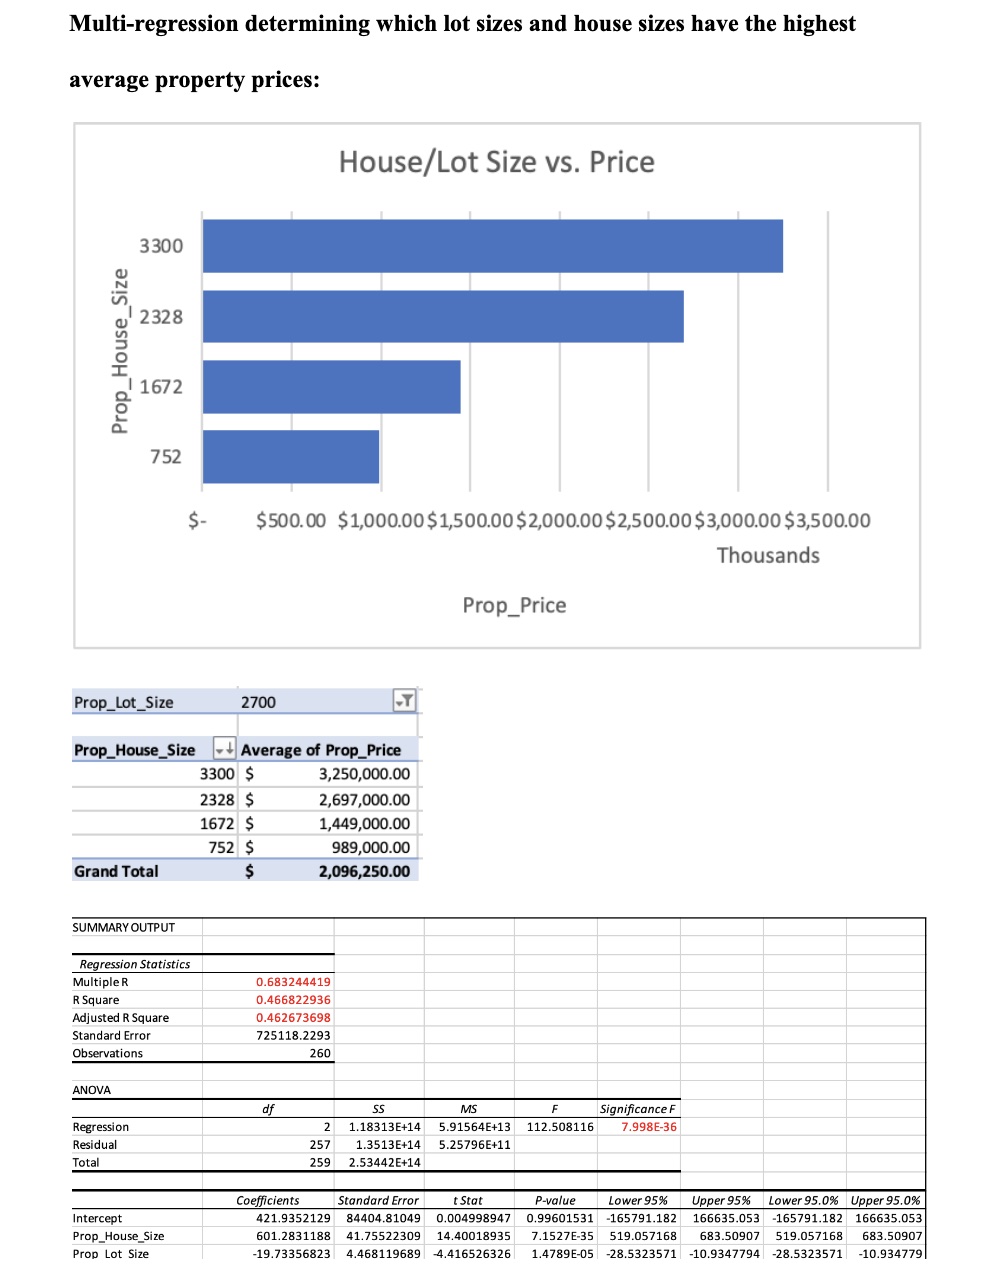 Multi-regression determining which lot sizes and house sizes have the highest
average property prices:
House/Lot Size vs. Price
Prop_House_Size
3300
2328
1672
752
$- $500.00 $1,000.00 $1,500.00 $2,000.00 $2,500.00 $3,000.00 $3,500.00
Thousands
Prop_Price
Prop_Lot_Size 2700
Prop_House_Size Average of Prop_Price
3300 $ 3,250,000.00
2328 $ 2,697,000.00
1672 $ 1,449,000.00
752 $ 989,000.00
Grand Total $ 2,096,250.00
SUMMARY OUTPUT
Regression Statistics
Multiple R 0.683244419
R Square 0.466822936
Adjusted R Square 0.462673698
Standard Error 725118.2293
Observations 260
ANOVA
df SS MS F Significance F
Regression 2 1.18313E+14 5.91564E+13 112.508116 7.998E-36
Residual 257 1.3513E+14 5.25796E+11
Total 259 2.53442E+14
Coefficients Standard Error t Stat P-value Lower 95% Upper 95% Lower 95.0% Upper 95.0%
Intercept 421.9352129 84404.81049 0.004998947 0.99601531 -165791.182 166635.053 -165791.182 166635.053
Prop_House_Size 601.2831188 41.75522309 14.40018935 7.1527E-35 519.057168 683.50907 519.057168 683.50907
Prop Lot Size -19.73356823 4.468119689 -4.416526326 1.4789E-05 -28.5323571 -10.9347794 -28.5323571 -10.934779